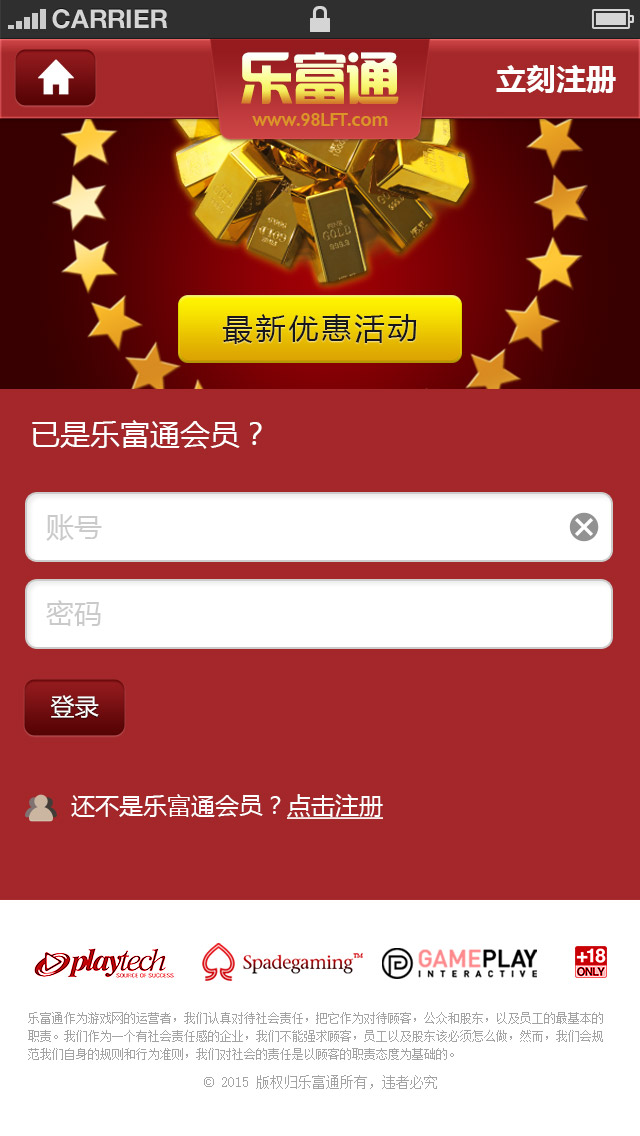 CARRIER
乐富通
www.98LFT.com
立刻注册
GOLD
999.9
最新优惠活动
已是乐富通会员？
账号
密码
登录
还不是乐富通会员？点击注册
playtech
SOURCE OF SUCCESS
Spadegaming™
GAMEPLAY
INTERACTIVE
+18
ONLY
乐富通作为游戏网的运营者，我们认真对待社会责任，把它作为对待顾客，公众和股东，以及员工的最基本的
职责。我们作为一个有社会责任感的企业，我们不能强求顾客，员工以及股东该必须怎么做，然而，我们会规
范我们自身的规则和行为准则，我们对社会的责任是以顾客的职责态度为基础的。
© 2015 版权归乐富通所有，违者必究